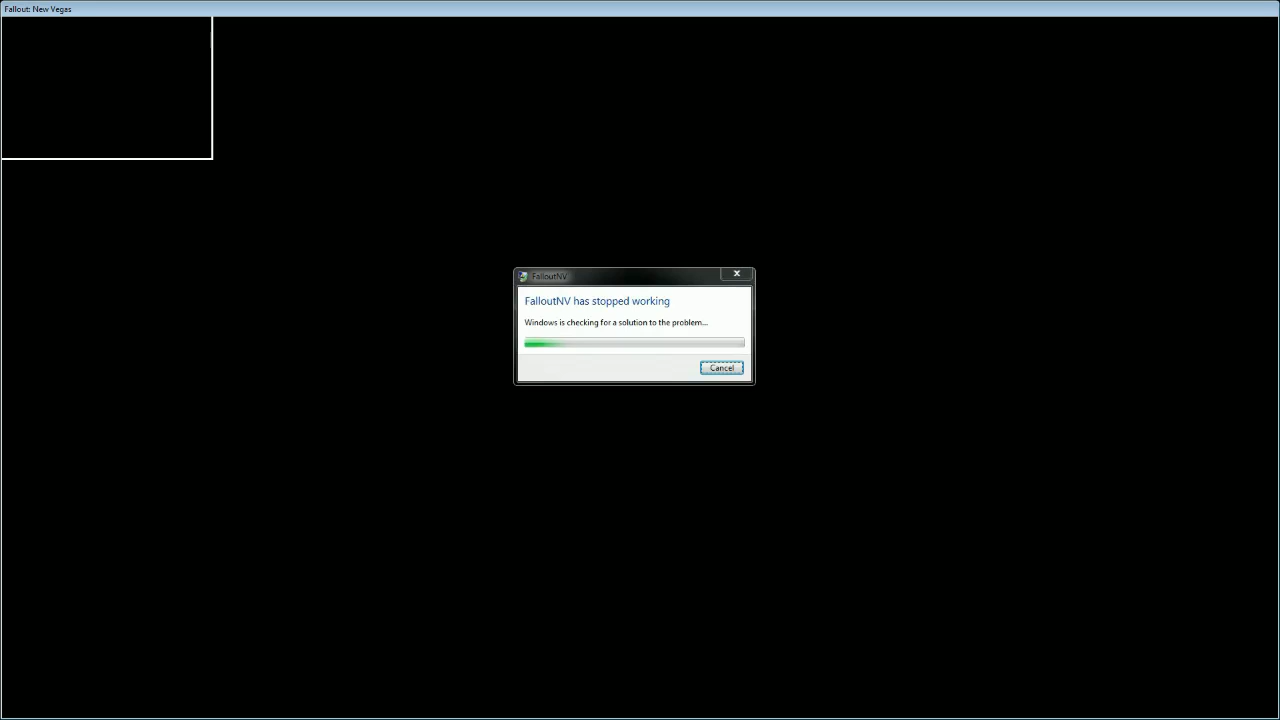 Fallout: New Vegas
FalloutNV
FalloutNV has stopped working
Windows is checking for a solution to the problem...
Cancel